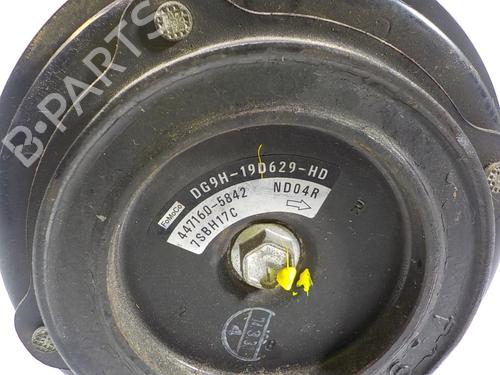 B-PARTS
DG9H-19D629-HD
FoMoCo
447160-5842 ND04R
7SBH17C